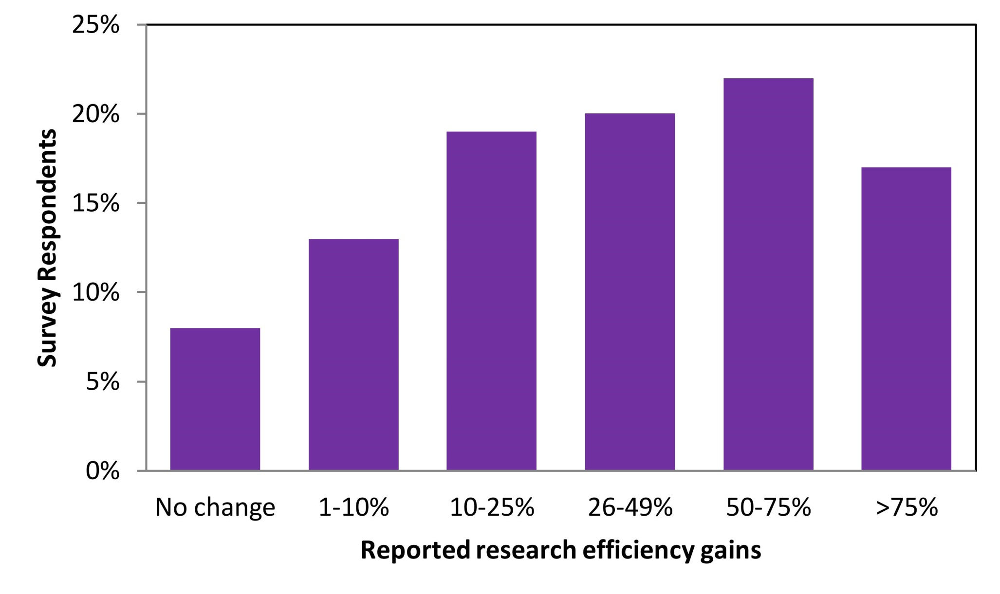 25%
20%
15%
10%
5%
0%
Survey Respondents
No change 1-10% 10-25% 26-49% 50-75% >75%
Reported research efficiency gains